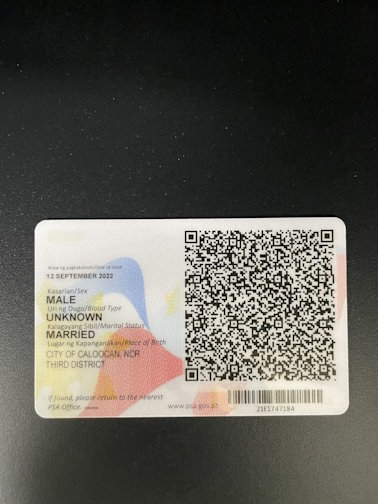 Araw ng pagkakaloob/Date of issue
12 SEPTEMBER 2022
Kasarian/Sex
MALE
Uri ng Dugo/Blood Type
UNKNOWN
Kalagayang Sibil/Marital Status
MARRIED
Lugar ng Kapanganakan/Place of Birth
CITY OF CALOOCAN, NCR
THIRD DISTRICT
If found, please return to the nearest
PSA Office.
www.psa.gov.ph
21E1747184